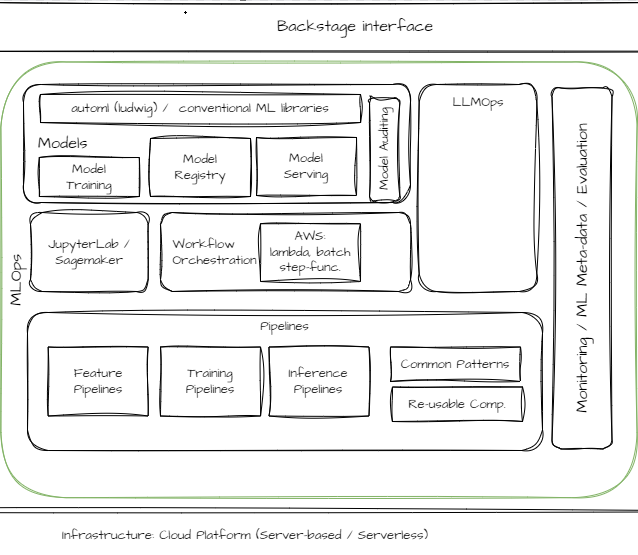 Backstage interface
automl (ludwig) / conventional ML libraries
Models
Model
Training
Model
Registry
Model
Serving
Model Auditing
LLMOps
JupyterLab /
Sagemaker
Workflow
Orchestration
AWS:
lambda, batch
step-func.
MLOps
Pipelines
Feature
Pipelines
Training
Pipelines
Inference
Pipelines
Common Patterns
Re-usable Comp.
Monitoring / ML Meta-data / Evaluation
Infrastructure: Cloud Platform (Server-based / Serverless)